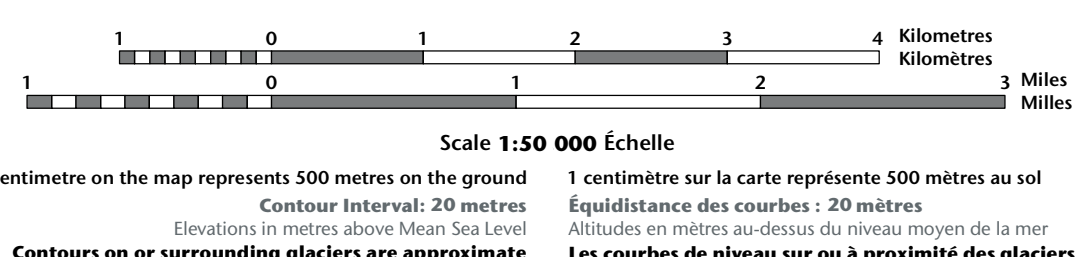 1 0 1 2 3 4 Kilometres
Kilomètres
1 0 1 2 3 Miles
Milles
Scale 1:50 000 Échelle
entimetre on the map represents 500 metres on the ground
Contour Interval: 20 metres
Elevations in metres above Mean Sea Level
Contours on or surrounding glaciers are approximate
1 centimètre sur la carte représente 500 mètres au sol
Équidistance des courbes : 20 mètres
Altitudes en mètres au-dessus du niveau moyen de la mer
Les courbes de niveau sur ou à proximité des glaciers